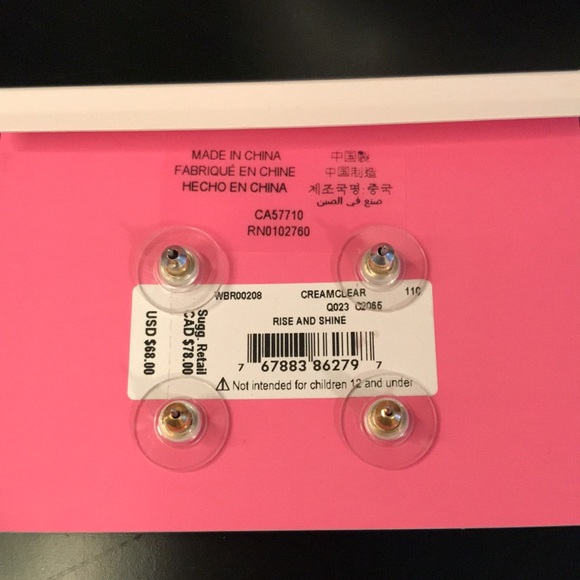 MADE IN CHINA
FABRIQUÉ EN CHINE
HECHO EN CHINA
中国製
中国制造
제조국명:중국
صنع في الصين
CA57710
RN0102760
WBR00208 CREAMCLEAR 110
Q023 C2065
RISE AND SHINE
7 67883 86279 7
Not intended for children 12 and under
Sugg. Retail
CAD $78.00
USD $68.00